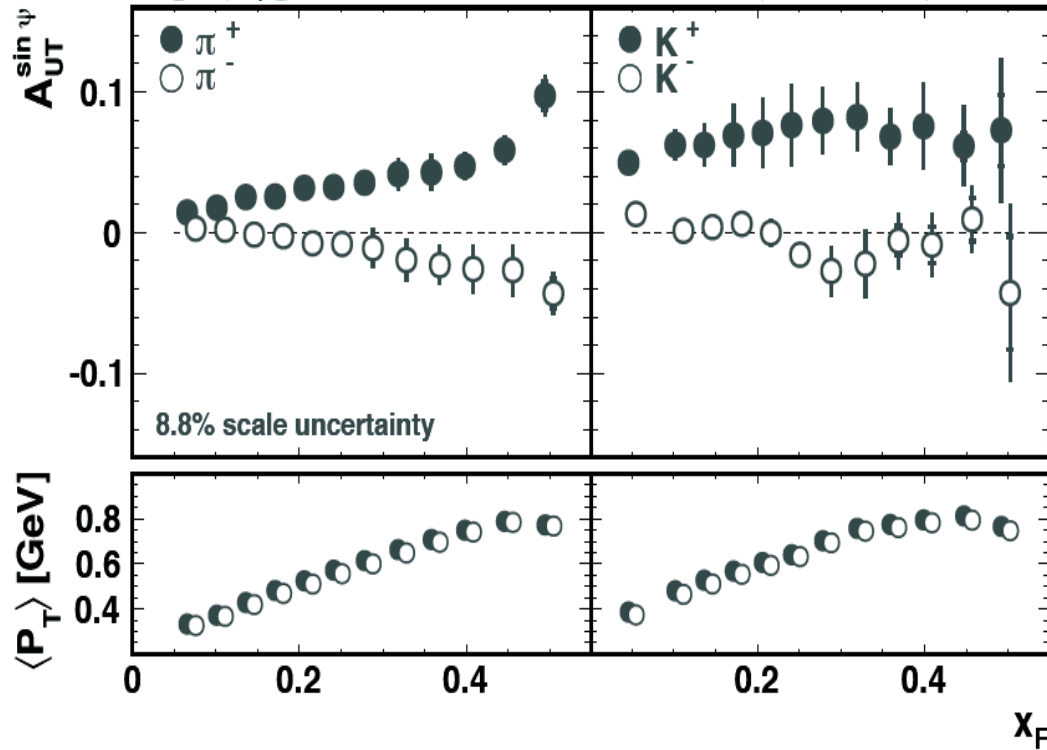 A_UT^sin ψ
π⁺
π⁻
K⁺
K⁻
0.1
0
-0.1
8.8% scale uncertainty
⟨P_T⟩ [GeV]
0.8
0.6
0.4
0 0.2 0.4 0.2 0.4
x_F